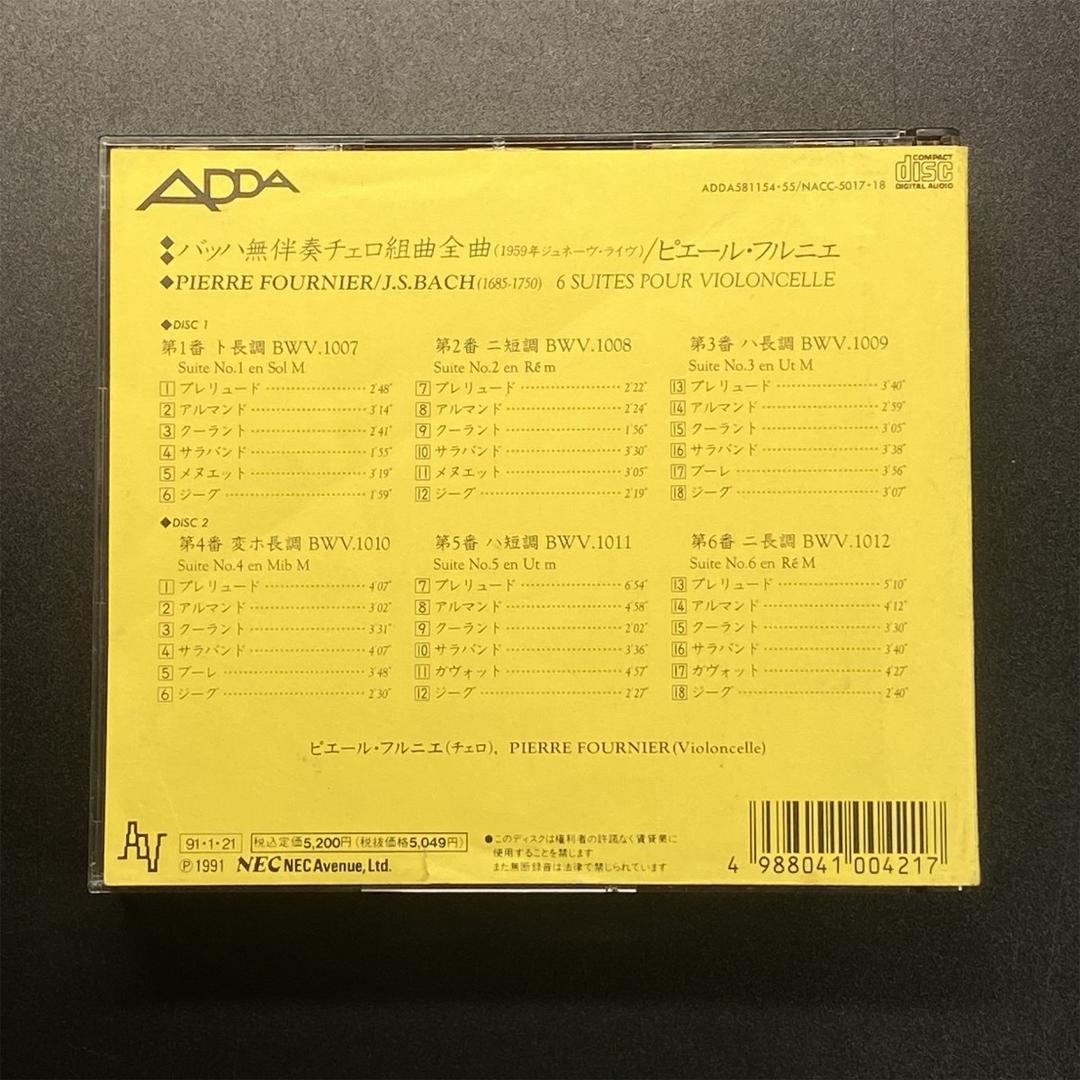 ADDA
COMPACT
disc
DIGITAL AUDIO
ADDA581154・55/NACC-5017・18
◆バッハ無伴奏チェロ組曲全曲(1959年ジュネーヴ・ライヴ)/ピエール・フルニエ
◆PIERRE FOURNIER/J.S.BACH(1685-1750) 6 SUITES POUR VIOLONCELLE
◆DISC 1
第1番 ト長調 BWV.1007
Suite No.1 en Sol M
1 プレリュード 2'48"
2 アルマンド 3'14"
3 クーラント 2'41"
4 サラバンド 1'55"
5 メヌエット 3'19"
6 ジーグ 1'59"
第2番 ニ短調 BWV.1008
Suite No.2 en Ré m
7 プレリュード 2'22"
8 アルマンド 2'24"
9 クーラント 1'56"
10 サラバンド 3'30"
11 メヌエット 3'05"
12 ジーグ 2'19"
第3番 ハ長調 BWV.1009
Suite No.3 en Ut M
13 プレリュード 3'40"
14 アルマンド 2'59"
15 クーラント 3'05"
16 サラバンド 3'38"
17 ブーレ 3'56"
18 ジーグ 3'07"
◆DISC 2
第4番 変ホ長調 BWV.1010
Suite No.4 en Mib M
1 プレリュード 4'07"
2 アルマンド 3'02"
3 クーラント 3'31"
4 サラバンド 4'07"
5 ブーレ 3'48"
6 ジーグ 2'30"
第5番 ハ短調 BWV.1011
Suite No.5 en Ut m
7 プレリュード 6'54"
8 アルマンド 4'58"
9 クーラント 2'02"
10 サラバンド 3'36"
11 ガヴォット 4'57"
12 ジーグ 2'27"
第6番 ニ長調 BWV.1012
Suite No.6 en Ré M
13 プレリュード 5'10"
14 アルマンド 4'12"
15 クーラント 3'30"
16 サラバンド 3'40"
17 ガヴォット 4'27"
18 ジーグ 2'40"
ピエール・フルニエ(チェロ), PIERRE FOURNIER(Violoncelle)
AV
91・1・21 税込定価5,200円(税抜価格5,049円)
Ⓟ1991 NEC NEC Avenue, Ltd.
●このディスクは権利者の許諾なく賃貸業に
使用することを禁じます
また無断録音は法律で禁じられています
4 988041 004217